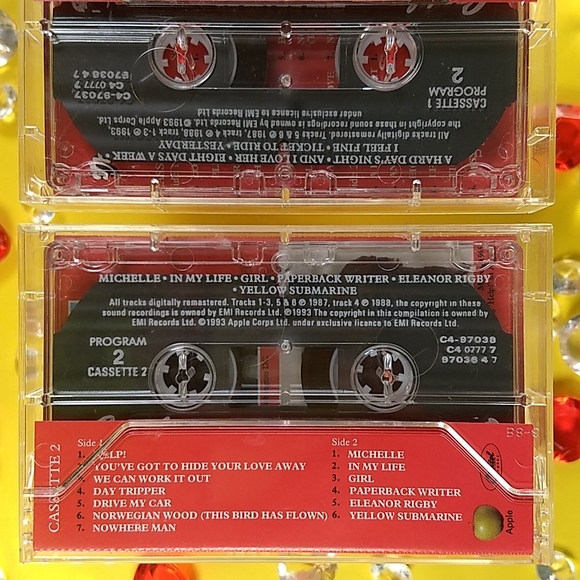 C4-97037
C4 0777 7
97036 4 7
CASSETTE 1
PROGRAM
2
A HARD DAY'S NIGHT • AND I LOVE HER • EIGHT DAYS A WEEK •
I FEEL FINE • TICKET TO RIDE • YESTERDAY
All tracks digitally remastered. Tracks 5 & 6 ℗ 1987, track 4 ℗ 1988, 1-3 ℗ 1993,
the copyright in these sound recordings is owned by EMI Records Ltd. ©1993 Apple Corps Ltd
under exclusive licence to EMI Records Ltd
MICHELLE • IN MY LIFE • GIRL • PAPERBACK WRITER • ELEANOR RIGBY
• YELLOW SUBMARINE
All tracks digitally remastered. Tracks 1-3, 5 & 6 ℗ 1987, track 4 ℗ 1988, the copyright in these
sound recordings is owned by EMI Records Ltd. ℗1993 The copyright in this compilation is owned by
EMI Records Ltd. ©1993 Apple Corps Ltd. under exclusive licence to EMI Records Ltd.
PROGRAM
2
CASSETTE 2
C4-97038
C4 0777 7
97036 4 7
CASSETTE 2
Side 1
1. HELP!
2. YOU'VE GOT TO HIDE YOUR LOVE AWAY
3. WE CAN WORK IT OUT
4. DAY TRIPPER
5. DRIVE MY CAR
6. NORWEGIAN WOOD (THIS BIRD HAS FLOWN)
7. NOWHERE MAN
Side 2
1. MICHELLE
2. IN MY LIFE
3. GIRL
4. PAPERBACK WRITER
5. ELEANOR RIGBY
6. YELLOW SUBMARINE
Apple